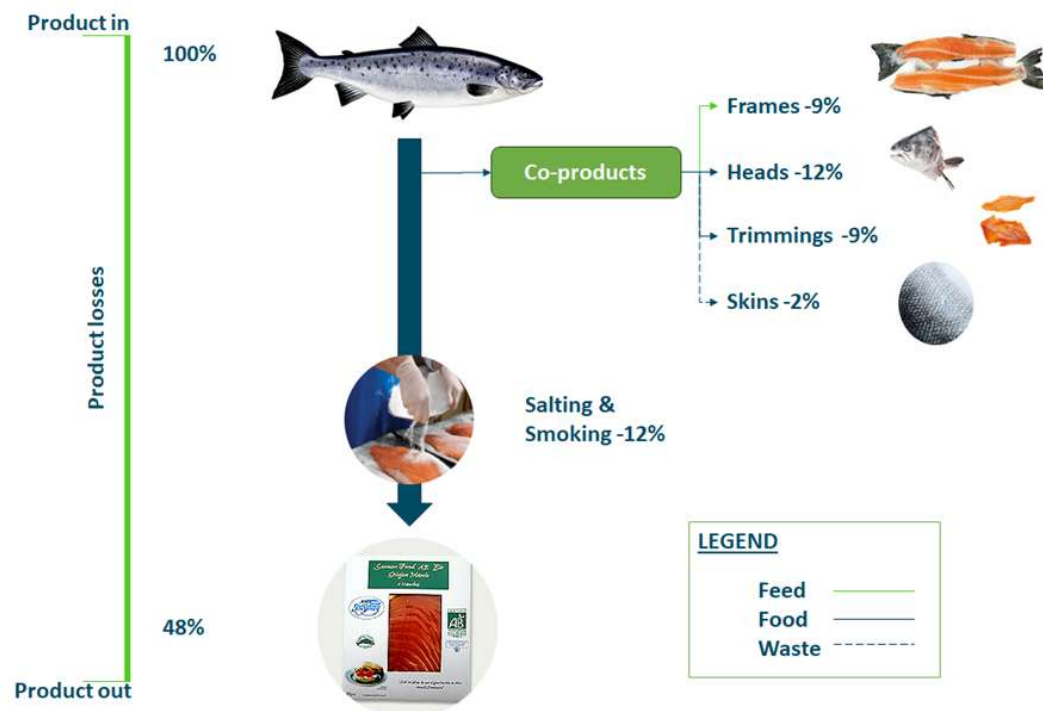 Product in
100%
Frames -9%
Co-products
Heads -12%
Trimmings -9%
Skins -2%
Product losses
Salting &
Smoking -12%
LEGEND
Feed
Food
Waste
48%
Product out
AB